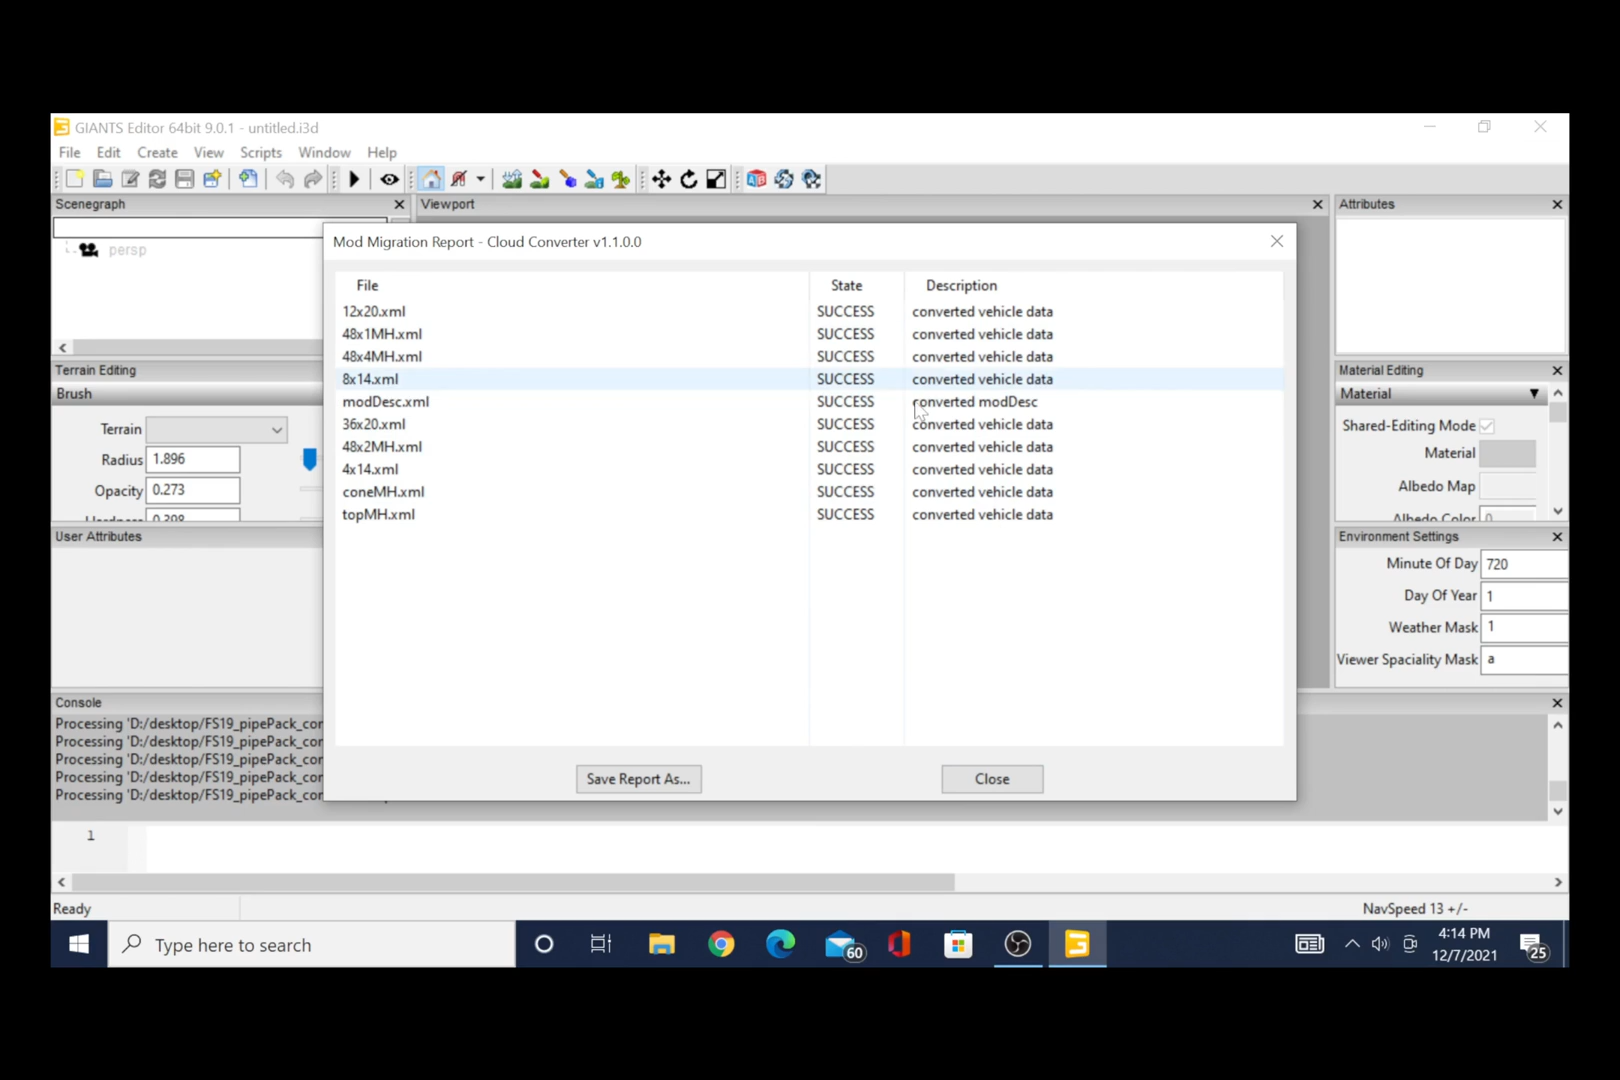 GIANTS Editor 64bit 9.0.1 - untitled.i3d
File Edit Create View Scripts Window Help
Scenegraph
Viewport
Attributes
persp
Mod Migration Report - Cloud Converter v1.1.0.0
File State Description
12x20.xml SUCCESS converted vehicle data
48x1MH.xml SUCCESS converted vehicle data
48x4MH.xml SUCCESS converted vehicle data
8x14.xml SUCCESS converted vehicle data
modDesc.xml SUCCESS converted modDesc
36x20.xml SUCCESS converted vehicle data
48x2MH.xml SUCCESS converted vehicle data
4x14.xml SUCCESS converted vehicle data
coneMH.xml SUCCESS converted vehicle data
topMH.xml SUCCESS converted vehicle data
Save Report As...
Close
Terrain Editing
Brush
Terrain
Radius 1.896
Opacity 0.273
User Attributes
Material Editing
Material
Shared-Editing Mode
Material
Albedo Map
Albedo Color 0
Environment Settings
Minute Of Day 720
Day Of Year 1
Weather Mask 1
Viewer Spaciality Mask a
Console
Processing 'D:/desktop/FS19_pipePack_cor
Processing 'D:/desktop/FS19_pipePack_cor
Processing 'D:/desktop/FS19_pipePack_cor
Processing 'D:/desktop/FS19_pipePack_cor
Processing 'D:/desktop/FS19_pipePack_cor
1
Ready
NavSpeed 13 +/-
Type here to search
60
4:14 PM
12/7/2021
25